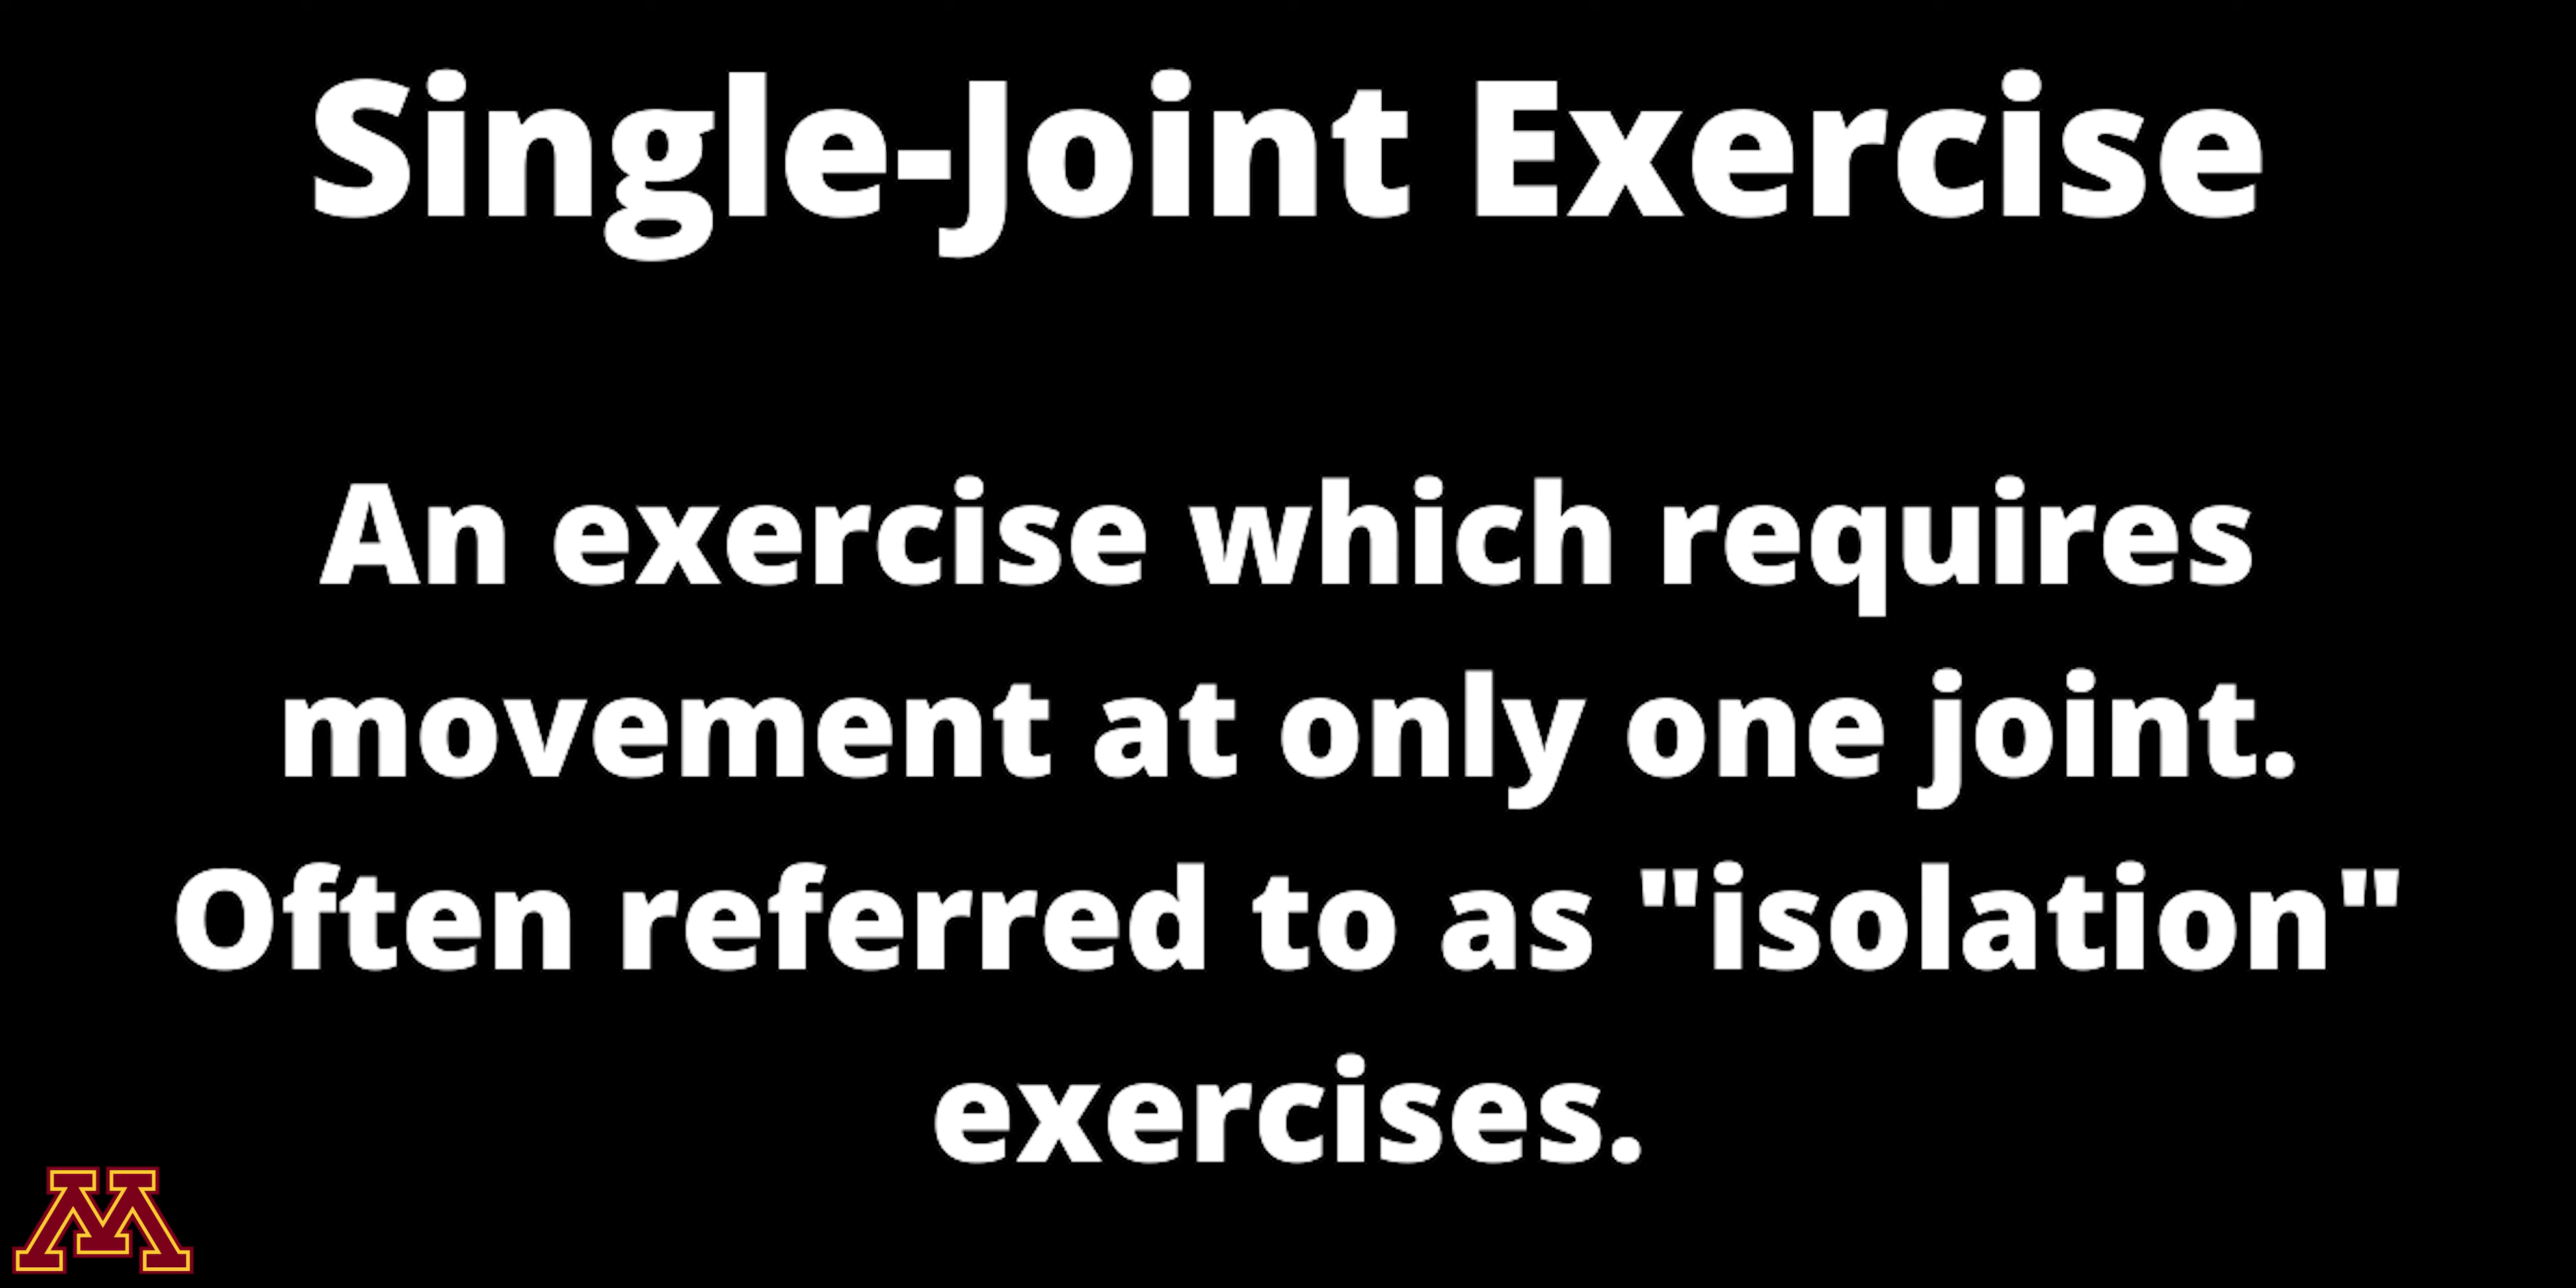 Single-Joint Exercise
An exercise which requires
movement at only one joint.
Often referred to as "isolation"
exercises.
M